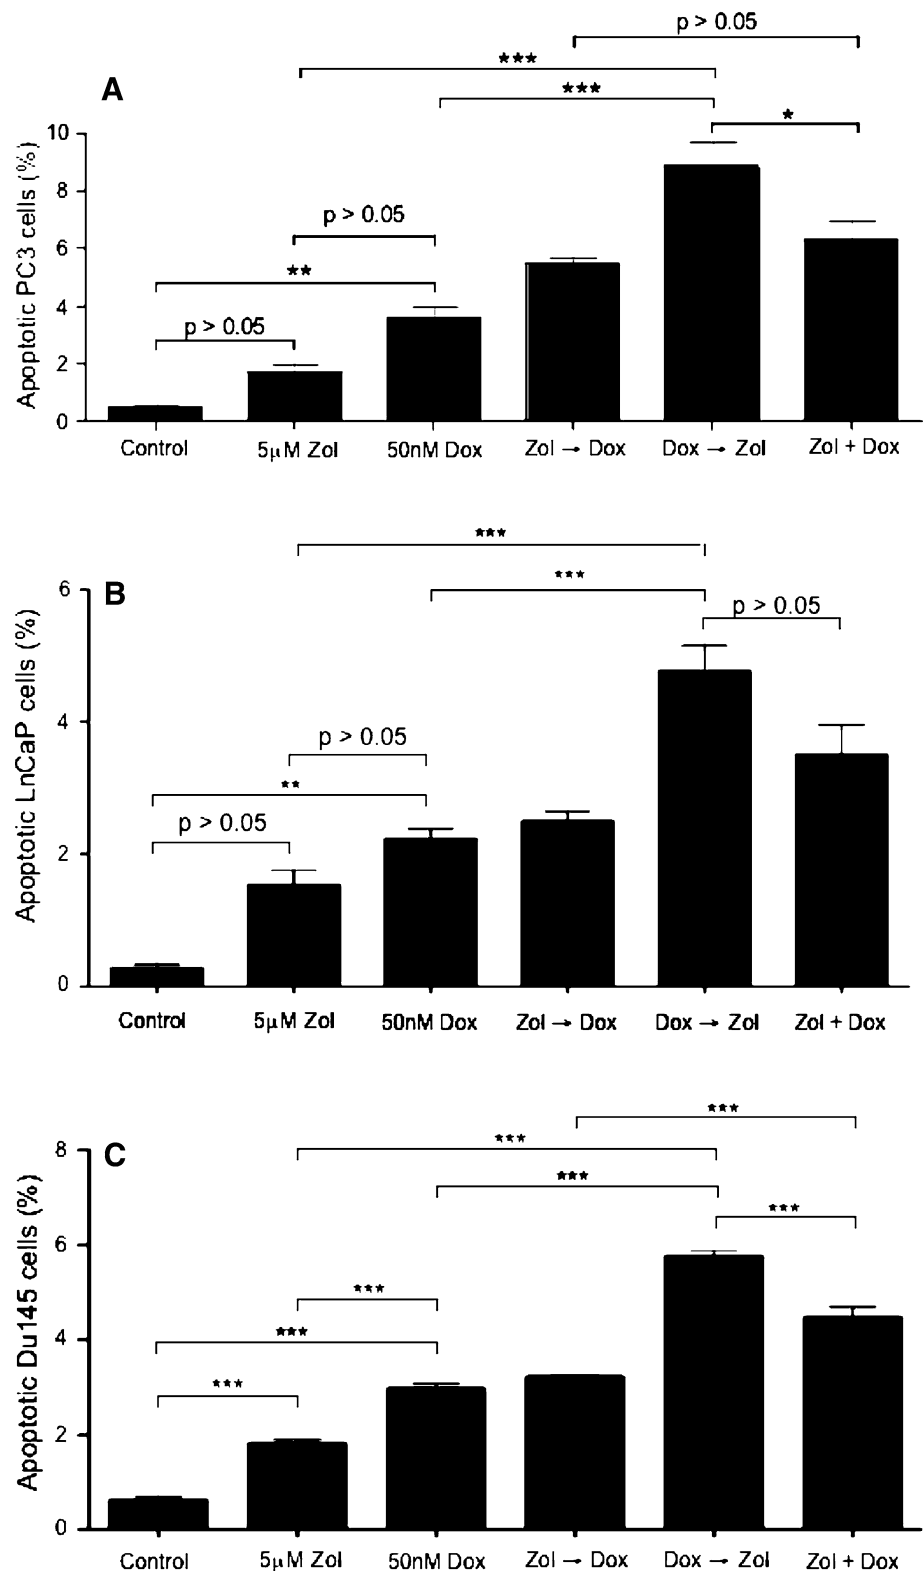 p > 0.05
***
***
A
*
10
8
6
4
2
0
Apoptotic PC3 cells (%)
p > 0.05
**
p > 0.05
Control 5μM Zol 50nM Dox Zol → Dox Dox → Zol Zol + Dox
***
***
B
p > 0.05
6
4
2
0
Apoptotic LnCaP cells (%)
p > 0.05
**
p > 0.05
Control 5μM Zol 50nM Dox Zol → Dox Dox → Zol Zol + Dox
***
***
C
***
***
8
6
4
2
0
Apoptotic Du145 cells (%)
***
***
***
Control 5μM Zol 50nM Dox Zol → Dox Dox → Zol Zol + Dox